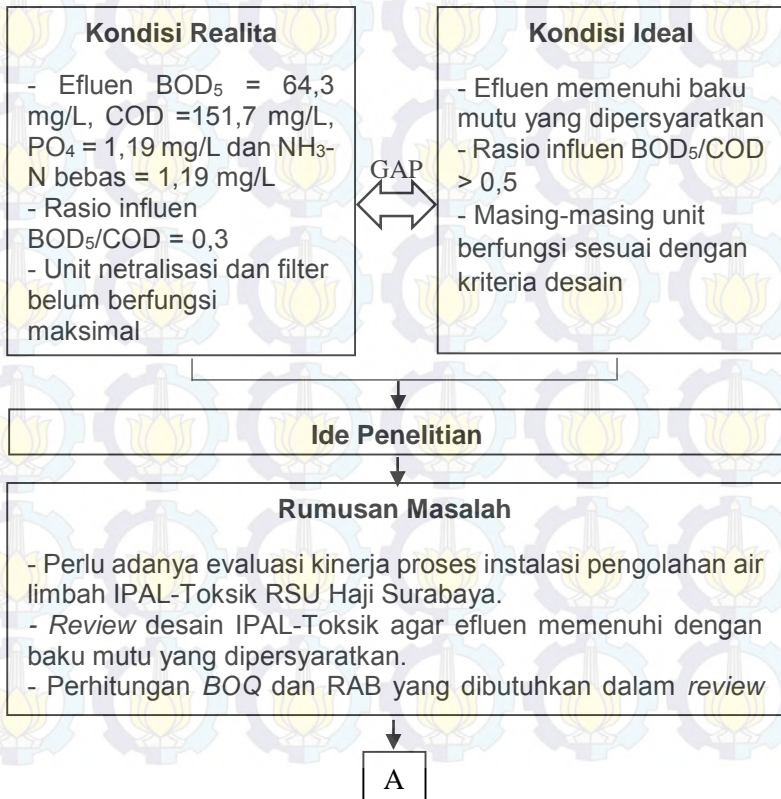 Kondisi Realita
- Efluen BOD₅ = 64,3
mg/L, COD =151,7 mg/L,
PO₄ = 1,19 mg/L dan NH₃-
N bebas = 1,19 mg/L
- Rasio influen
BOD₅/COD = 0,3
- Unit netralisasi dan filter
belum berfungsi
maksimal
GAP
Kondisi Ideal
- Efluen memenuhi baku
mutu yang dipersyaratkan
- Rasio influen BOD₅/COD
> 0,5
- Masing-masing unit
berfungsi sesuai dengan
kriteria desain
Ide Penelitian
Rumusan Masalah
- Perlu adanya evaluasi kinerja proses instalasi pengolahan air
limbah IPAL-Toksik RSU Haji Surabaya.
- Review desain IPAL-Toksik agar efluen memenuhi dengan
baku mutu yang dipersyaratkan.
- Perhitungan BOQ dan RAB yang dibutuhkan dalam review
A